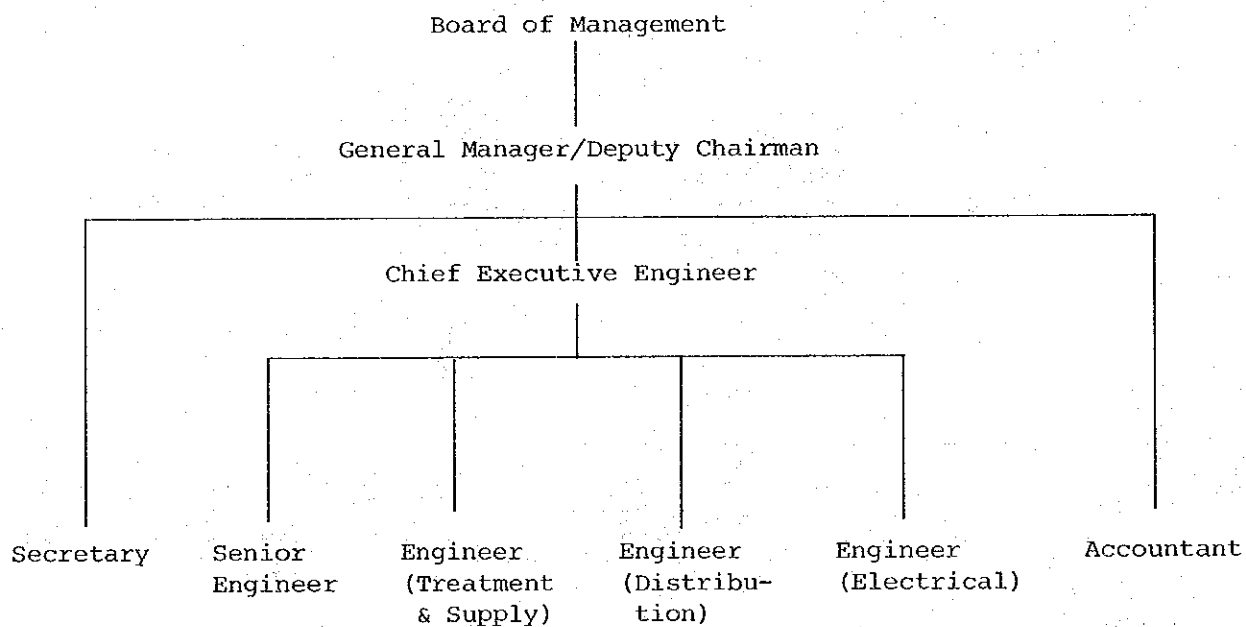 Board of Management
General Manager/Deputy Chairman
Chief Executive Engineer
Secretary
Senior
Engineer
Engineer
(Treatment
& Supply)
Engineer
(Distribu-
tion)
Engineer
(Electrical)
Accountant